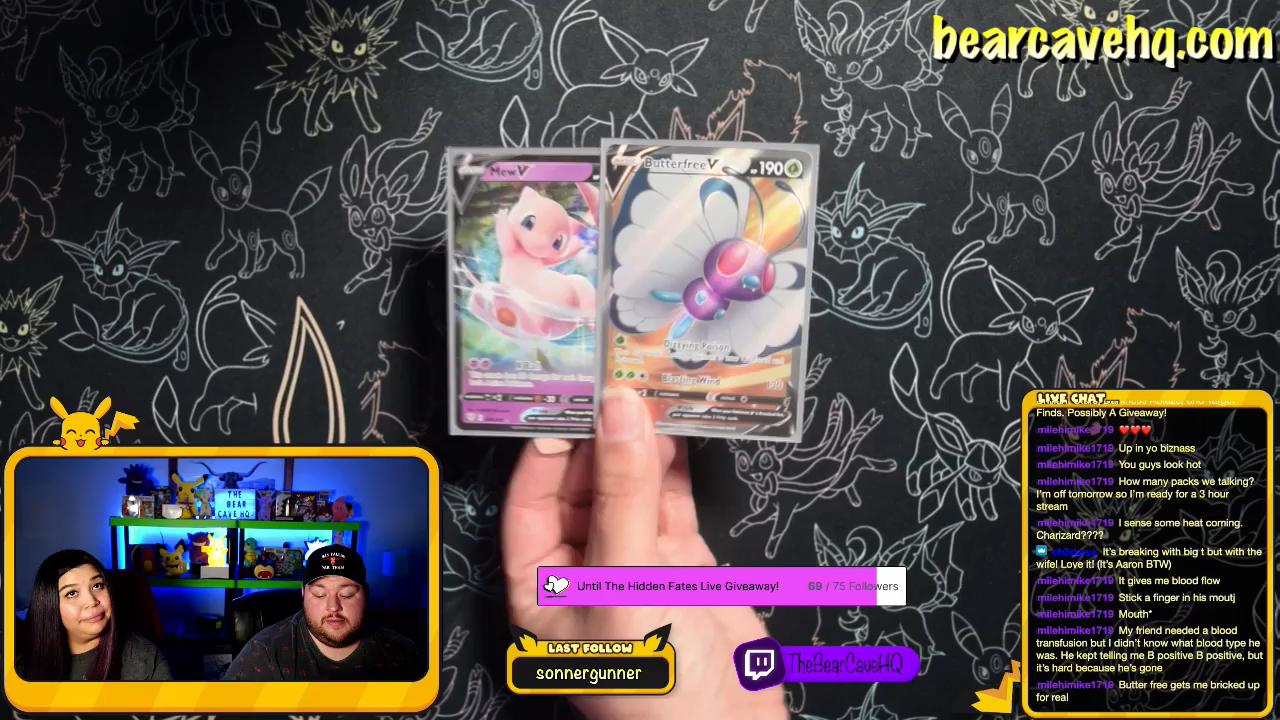 bearcavehq.com
Mew V
Butterfree V
190
Dizzying Poison
Blasting Wind
130
-30
THE
BEAR
CAVE HQ
Until The Hidden Fates Live Giveaway! 69 / 75 Followers
LAST FOLLOW
sonnergunner
TheBearCaveHQ
LIVE CHAT...
Finds. Possibly A Giveaway!
milehimike1719 ❤❤❤
milehimike1719 Up in yo biznass
milehimike1719 You guys look hot
milehimike1719 How many packs we talking?
I'm off tomorrow so I'm ready for a 3 hour
stream
milehimike1719 I sense some heat coming.
Charizard????
It's breaking with big t but with the
wife! Love it! (It's Aaron BTW)
milehimike1719 It gives me blood flow
milehimike1719 Stick a finger in his moutj
milehimike1719 Mouth*
milehimike1719 My friend needed a blood
transfusion but I didn't know what blood type he
was. He kept telling me B positive B positive, but
it's hard because he's gone
milehimike1719 Butter free gets me bricked up
for real